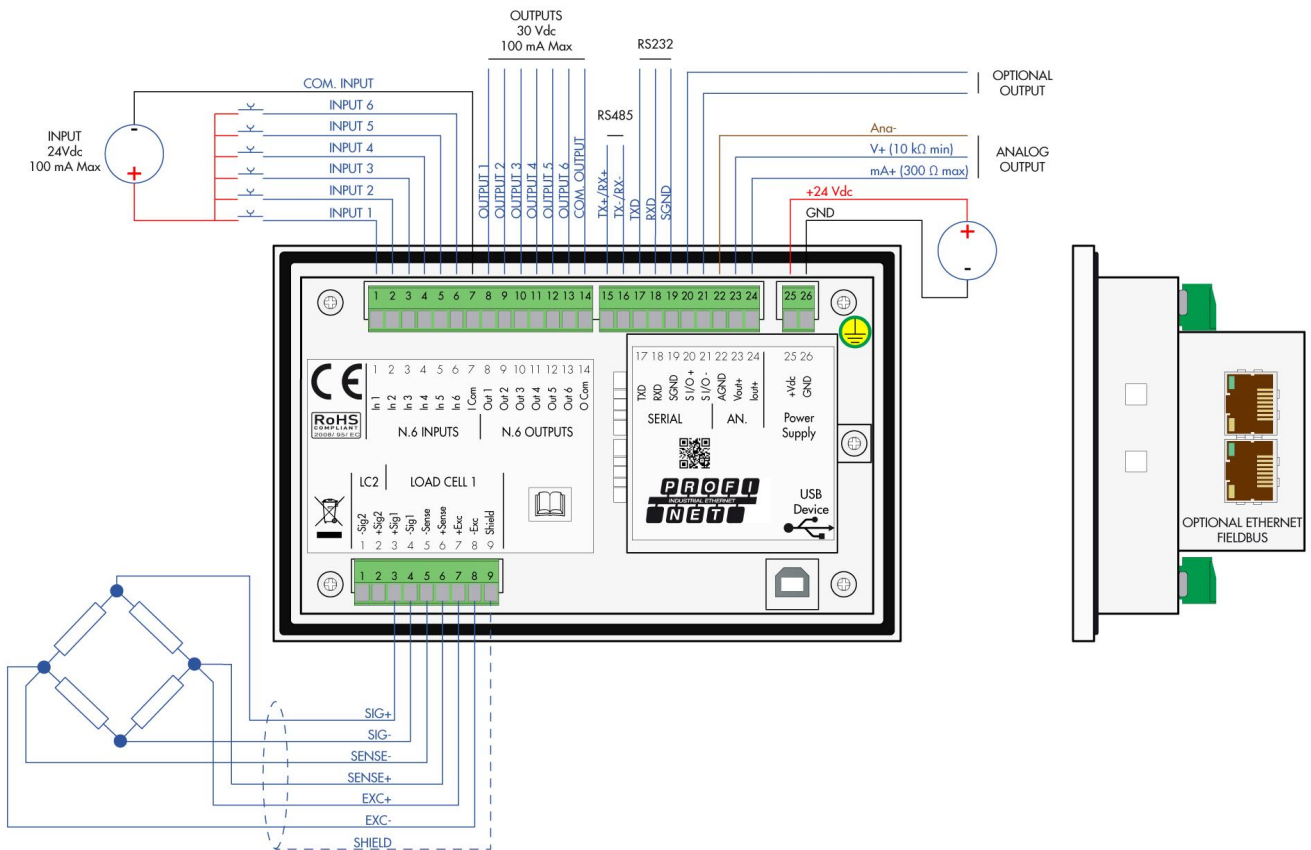 OUTPUTS
30 Vdc
100 mA Max
RS232
COM. INPUT
INPUT 6
INPUT 5
INPUT 4
INPUT 3
INPUT 2
INPUT 1
INPUT
24Vdc
100 mA Max
-
+
OUTPUT 1
OUTPUT 2
OUTPUT 3
OUTPUT 4
OUTPUT 5
OUTPUT 6
COM. OUTPUT
RS485
TX+/RX+
TX-/RX-
TXD
RXD
SGND
OPTIONAL
OUTPUT
Ana-
V+ (10 kΩ min)
mA+ (300 Ω max)
ANALOG
OUTPUT
+24 Vdc
GND
+
-
1 2 3 4 5 6 7 8 9 10 11 12 13 14
15 16 17 18 19 20 21 22 23 24
25 26
CE
RoHS
COMPLIANT
2008/95/EC
1 2 3 4 5 6 7 8 9 10 11 12 13 14
In 1
In 2
In 3
In 4
In 5
In 6
I Com
Out 1
Out 2
Out 3
Out 4
Out 5
Out 6
O Com
N.6 INPUTS
N.6 OUTPUTS
17 18 19 20 21 22 23 24
25 26
TXD
RXD
SGND
S I/O +
S I/O -
AGND
Vout+
Iout+
+Vdc
GND
SERIAL
AN.
Power
Supply
PROFI
INDUSTRIAL ETHERNET
NET
USB
Device
LC2
LOAD CELL 1
-Sig2
+Sig2
+Sig1
-Sig1
-Sense
+Sense
+Exc
-Exc
Shield
1 2 3 4 5 6 7 8 9
1 2 3 4 5 6 7 8 9
OPTIONAL ETHERNET
FIELDBUS
SIG+
SIG-
SENSE-
SENSE+
EXC+
EXC-
SHIELD